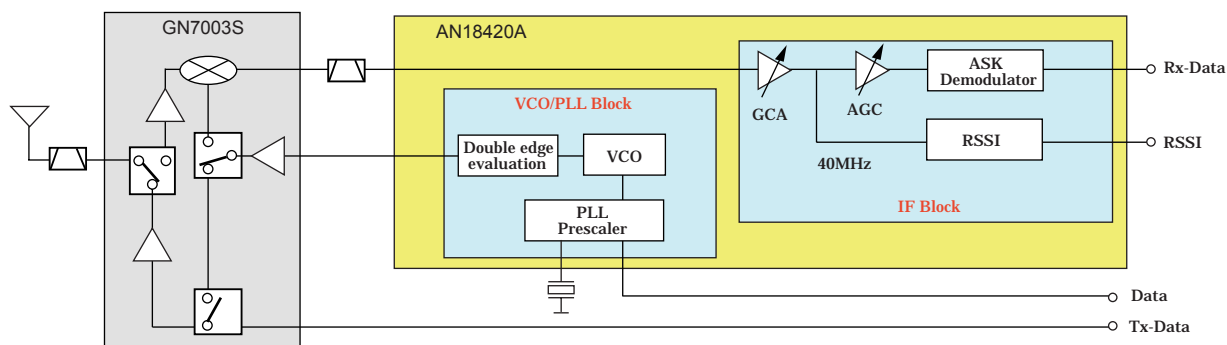 GN7003S
AN18420A
GCA
AGC
ASK
Demodulator
Rx-Data
VCO/PLL Block
Double edge
evaluation
VCO
40MHz
RSSI
RSSI
IF Block
PLL
Prescaler
Data
Tx-Data